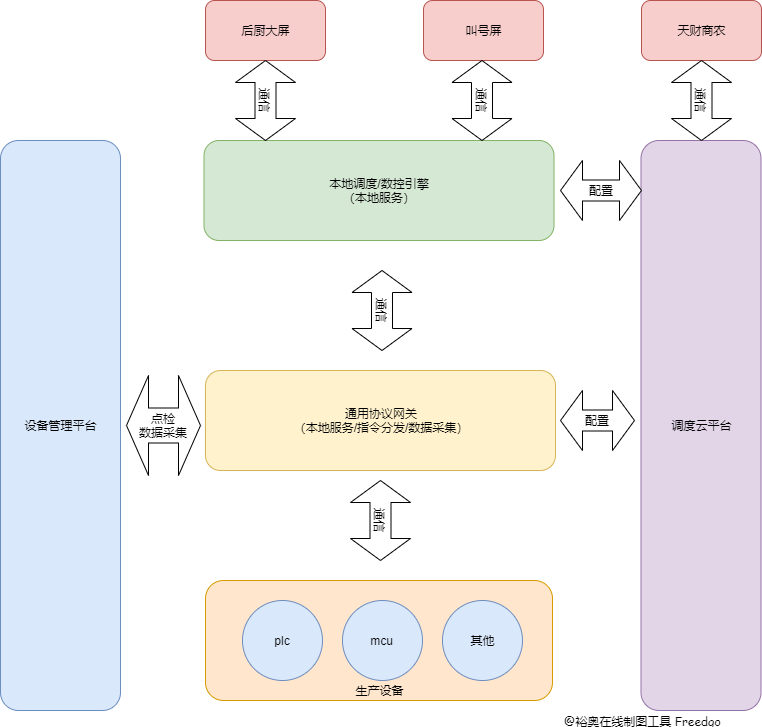 后厨大屏
叫号屏
天财商农
通信
通信
通信
本地调度/数控引擎
(本地服务)
配置
通信
设备管理平台
点检
数据采集
通用协议网关
(本地服务/指令分发/数据采集)
配置
调度云平台
通信
plc
mcu
其他
生产设备
@裕奥在线制图工具 Freedgo